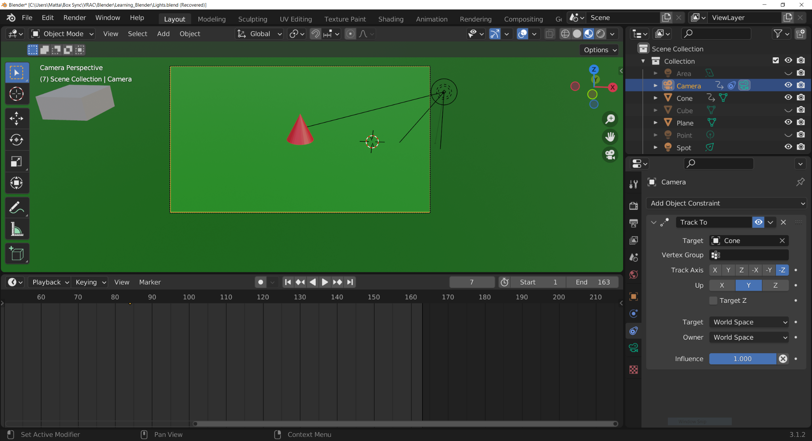 Blender* [C:\Users\Matta\Box Sync\YRAC\Blender\Learning_Blender\Lights.blend (Recovered)]
File Edit Render Window Help Layout Modeling Sculpting UV Editing Texture Paint Shading Animation Rendering Compositing Ge Scene ViewLayer
Object Mode View Select Add Object Global
Options
Camera Perspective
(7) Scene Collection | Camera
Z
Y
X
Scene Collection
Collection
Area
Camera
Cone
Cube
Plane
Point
Spot
Camera
Add Object Constraint
Track To
Target Cone
Vertex Group
Track Axis X Y Z -X -Y -Z
Up X Y Z
Target Z
Target World Space
Owner World Space
Influence 1.000
Playback Keying View Marker 7 Start 1 End 163
60 70 80 90 100 110 120 130 140 150 160 170 180 190 200 210
Set Active Modifier Pan View Context Menu 3.1.2